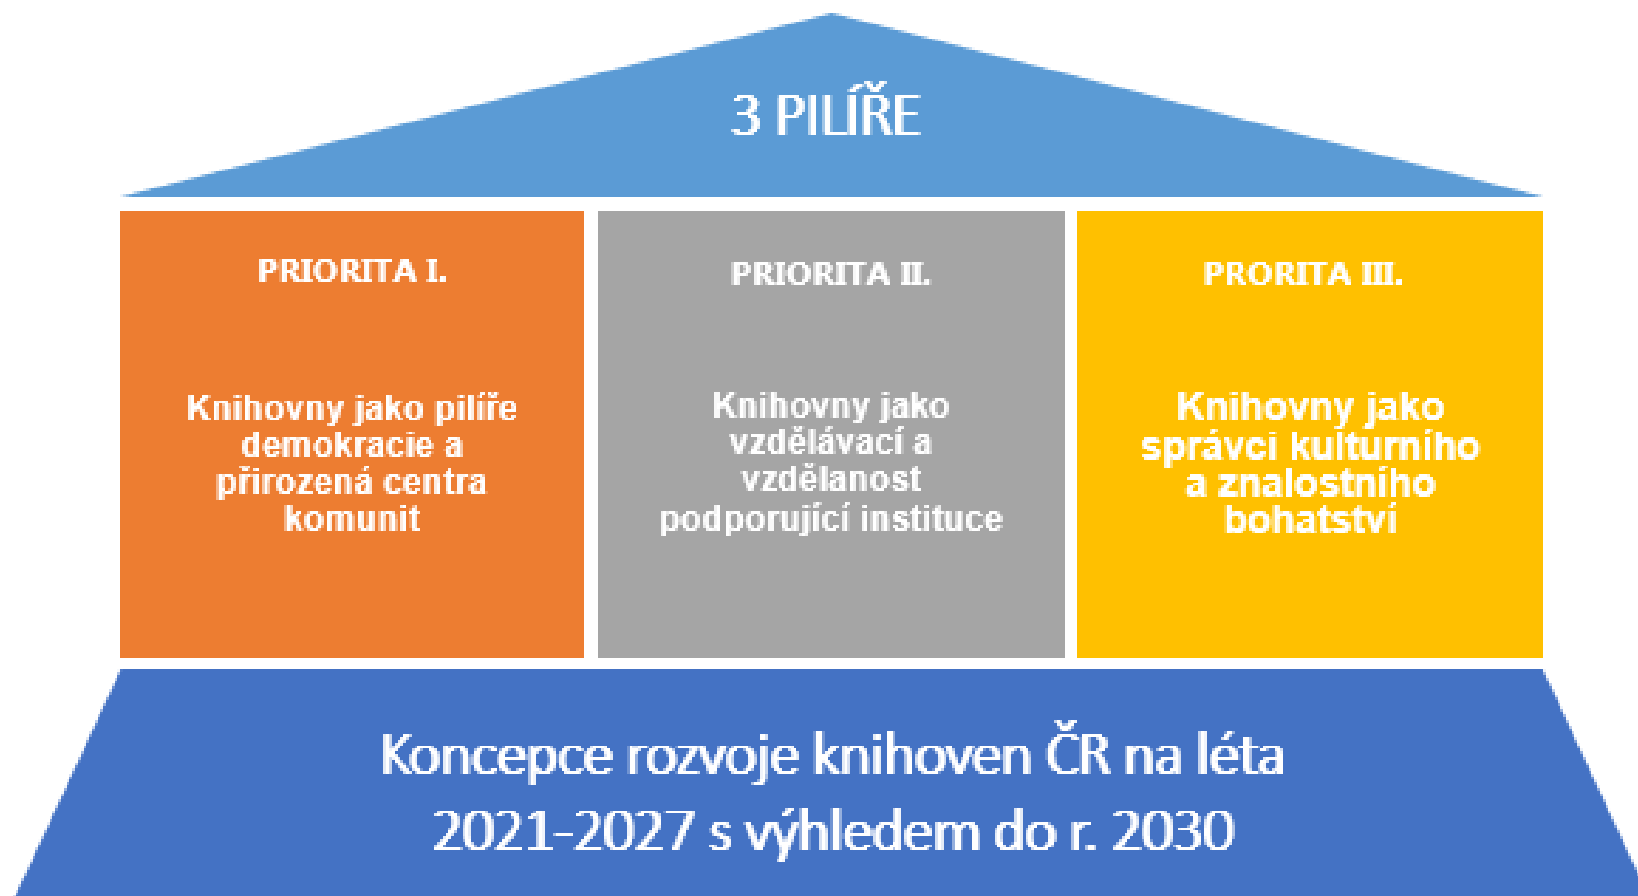 3 PILÍŘE
PRIORITA I.
Knihovny jako pilíře
demokracie a
přirozená centra
komunit
PRIORITA II.
Knihovny jako
vzdělávací a
vzdělanost
podporující instituce
PRORITA III.
Knihovny jako
správci kulturního
a znalostního
bohatství
Koncepce rozvoje knihoven ČR na léta
2021-2027 s výhledem do r. 2030